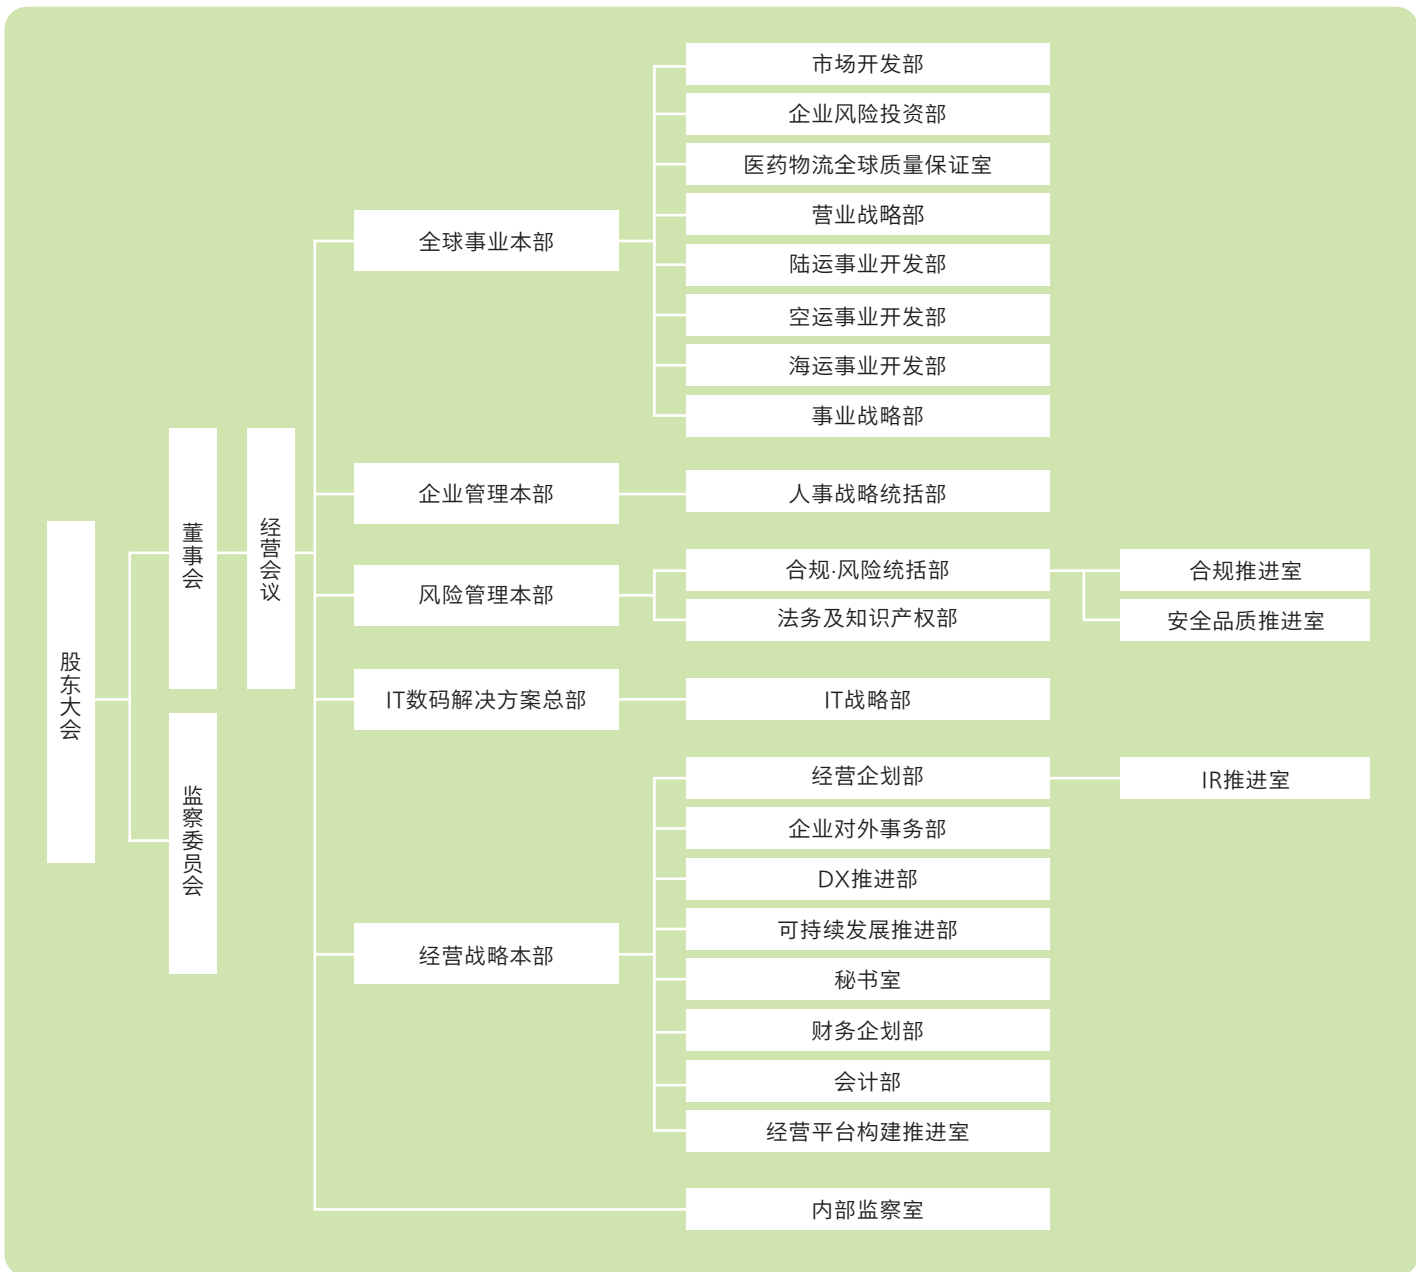 股东大会
董事会
监察委员会
经营会议
全球事业本部
市场开发部
企业风险投资部
医药物流全球质量保证室
营业战略部
陆运事业开发部
空运事业开发部
海运事业开发部
事业战略部
企业管理本部
人事战略统括部
风险管理本部
合规·风险统括部
合规推进室
安全品质推进室
法务及知识产权部
IT数码解决方案总部
IT战略部
经营战略本部
经营企划部
IR推进室
企业对外事务部
DX推进部
可持续发展推进部
秘书室
财务企划部
会计部
经营平台构建推进室
内部监察室